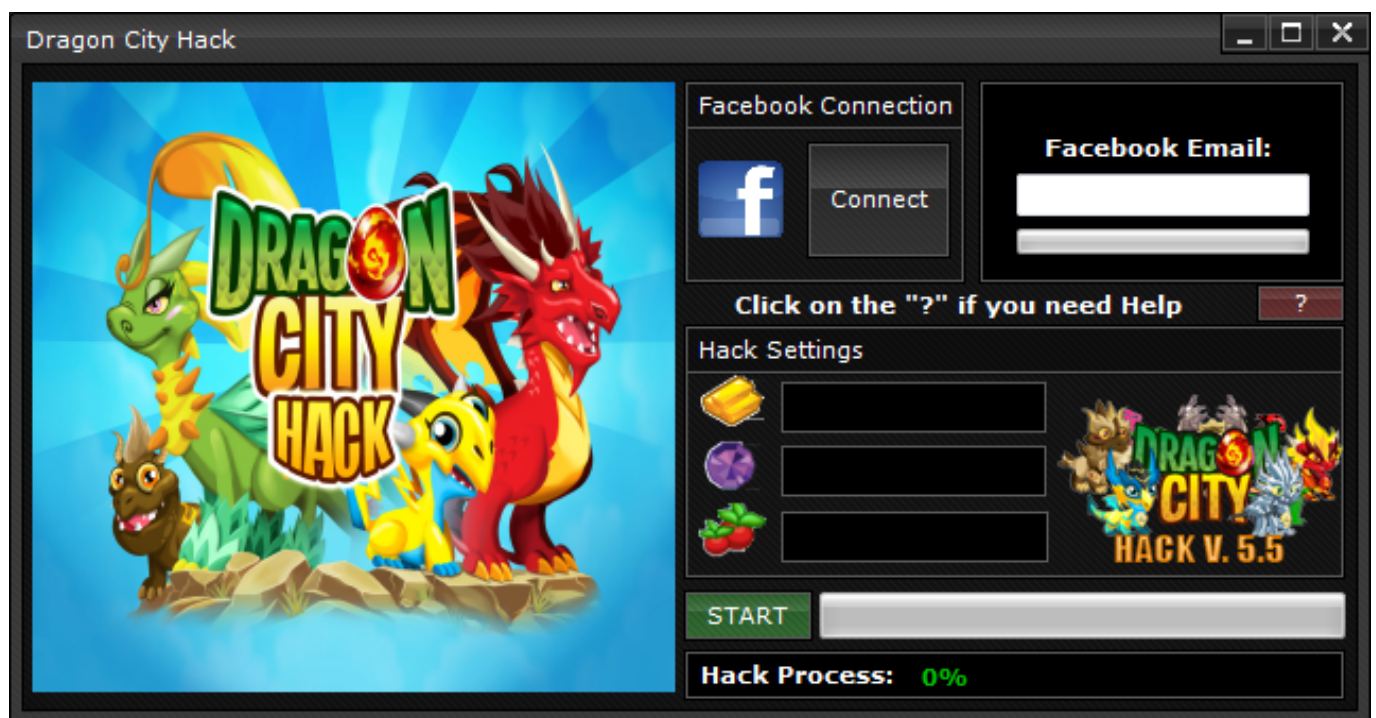 Dragon City Hack
DRAGON
CITY
HACK
Facebook Connection
f
Connect
Facebook Email:
Click on the "?" if you need Help
?
Hack Settings
DRAGON
CITY
HACK V. 5.5
START
Hack Process: 0%